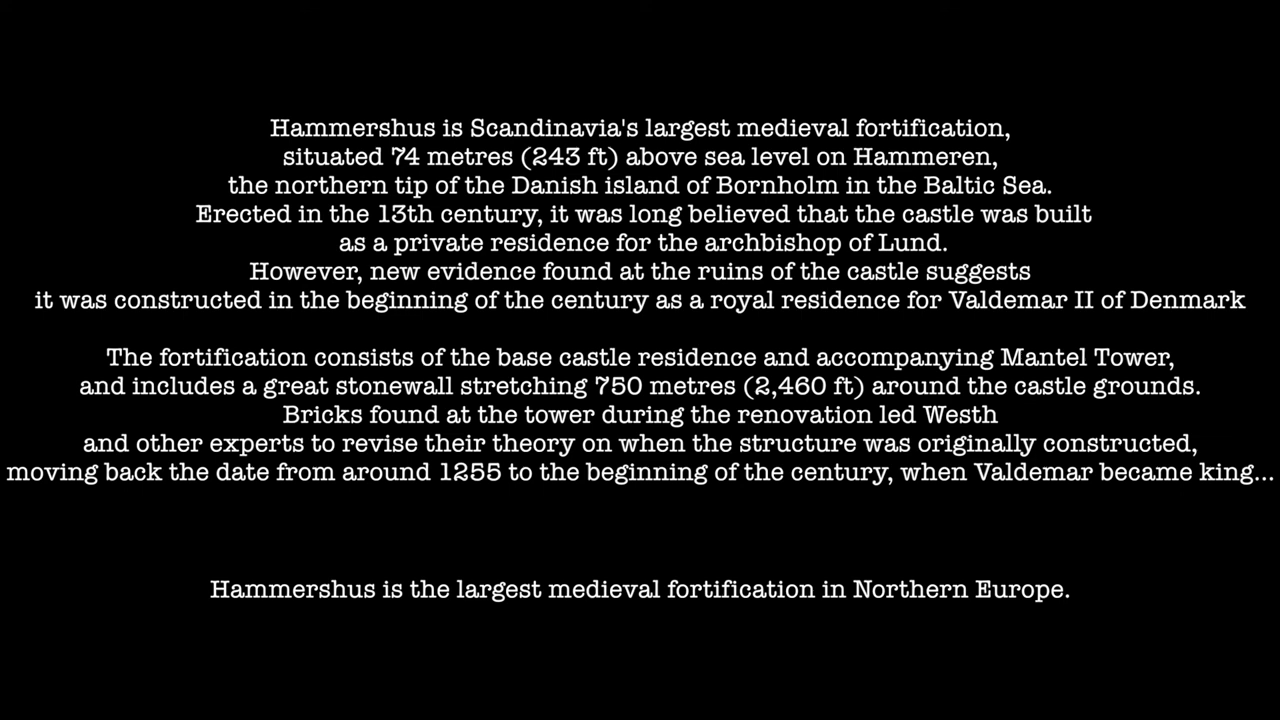 Hammershus is Scandinavia's largest medieval fortification,
situated 74 metres (243 ft) above sea level on Hammeren,
the northern tip of the Danish island of Bornholm in the Baltic Sea.
Erected in the 13th century, it was long believed that the castle was built
as a private residence for the archbishop of Lund.
However, new evidence found at the ruins of the castle suggests
it was constructed in the beginning of the century as a royal residence for Valdemar II of Denmark
The fortification consists of the base castle residence and accompanying Mantel Tower,
and includes a great stonewall stretching 750 metres (2,460 ft) around the castle grounds.
Bricks found at the tower during the renovation led Westh
and other experts to revise their theory on when the structure was originally constructed,
moving back the date from around 1255 to the beginning of the century, when Valdemar became king...
Hammershus is the largest medieval fortification in Northern Europe.